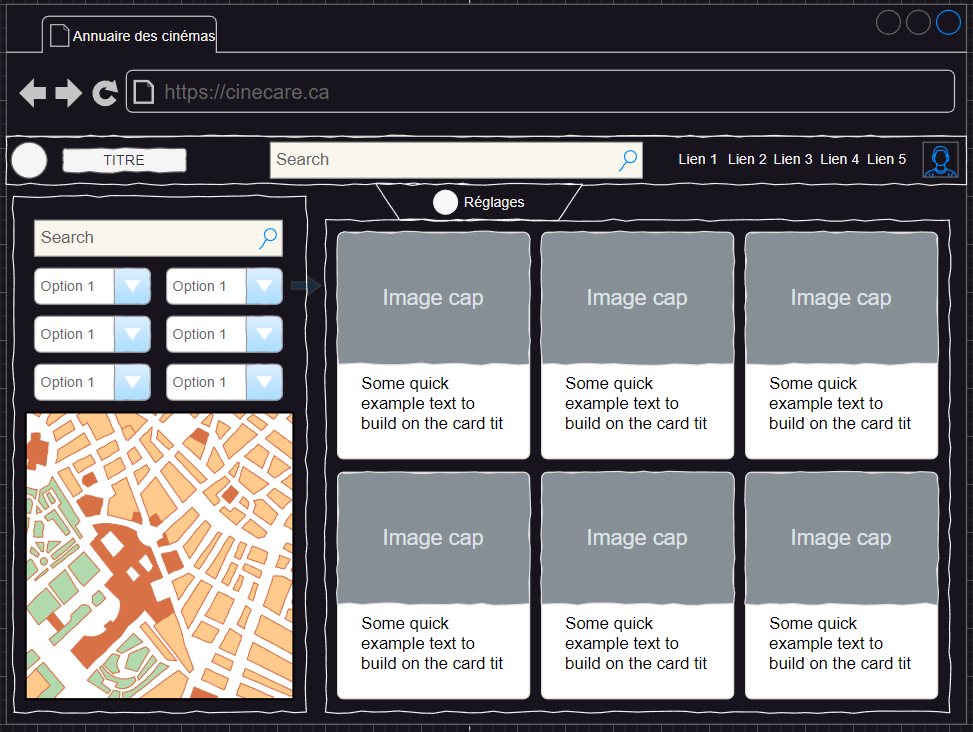 Annuaire des cinémas
https://cinecare.ca
TITRE
Search
Lien 1 Lien 2 Lien 3 Lien 4 Lien 5
Réglages
Search
Option 1
Option 1
Option 1
Option 1
Option 1
Option 1
Image cap
Some quick
example text to
build on the card tit
Image cap
Some quick
example text to
build on the card tit
Image cap
Some quick
example text to
build on the card tit
Image cap
Some quick
example text to
build on the card tit
Image cap
Some quick
example text to
build on the card tit
Image cap
Some quick
example text to
build on the card tit